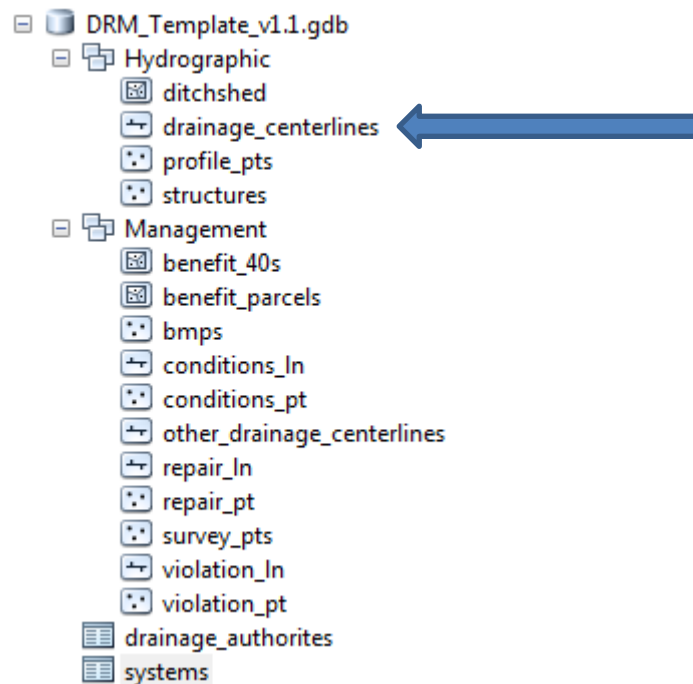 DRM_Template_v1.1.gdb
Hydrographic
ditchshed
drainage_centerlines
profile_pts
structures
Management
benefit_40s
benefit_parcels
bmps
conditions_ln
conditions_pt
other_drainage_centerlines
repair_ln
repair_pt
survey_pts
violation_ln
violation_pt
drainage_authorites
systems